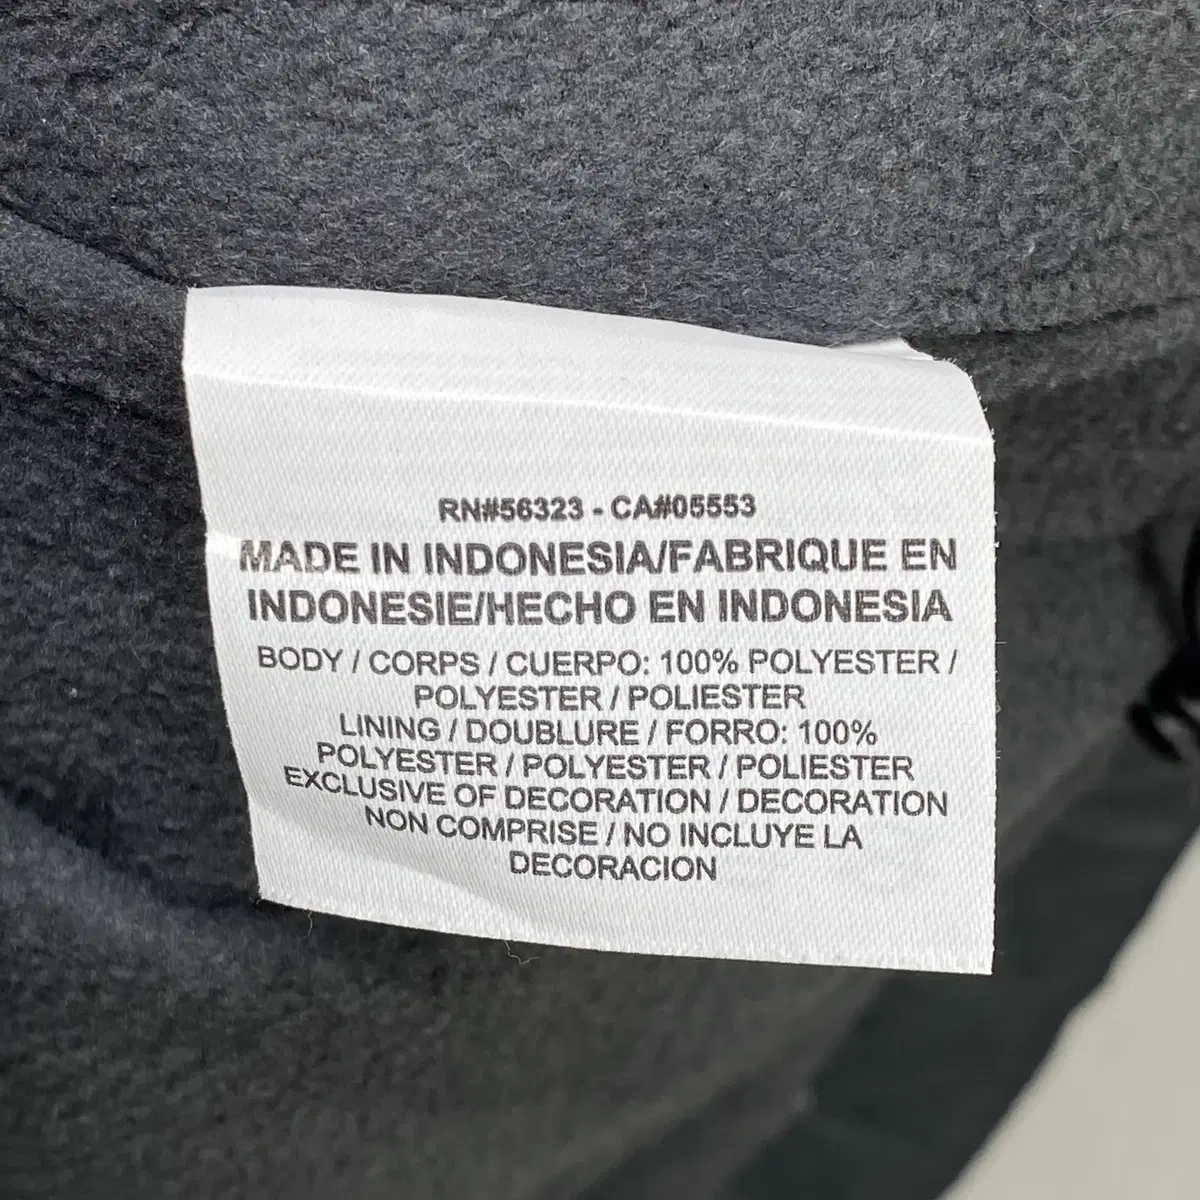 RN#56323 - CA#05553
MADE IN INDONESIA/FABRIQUE EN
INDONESIE/HECHO EN INDONESIA
BODY / CORPS / CUERPO: 100% POLYESTER /
POLYESTER / POLIESTER
LINING / DOUBLURE / FORRO: 100%
POLYESTER / POLYESTER / POLIESTER
EXCLUSIVE OF DECORATION / DECORATION
NON COMPRISE / NO INCLUYE LA
DECORACION